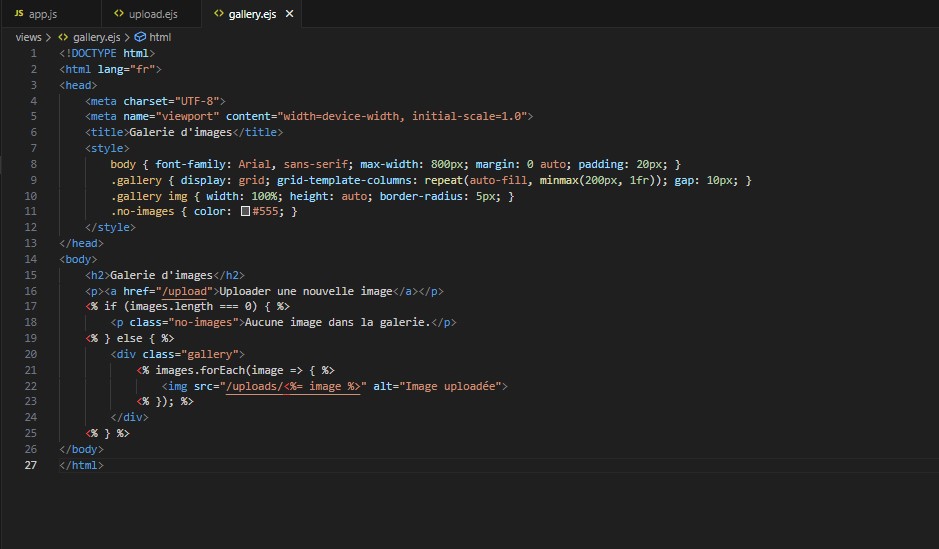 JS app.js <> upload.ejs <> gallery.ejs ×
views > <> gallery.ejs > html
1 <!DOCTYPE html>
2 <html lang="fr">
3 <head>
4     <meta charset="UTF-8">
5     <meta name="viewport" content="width=device-width, initial-scale=1.0">
6     <title>Galerie d'images</title>
7     <style>
8         body { font-family: Arial, sans-serif; max-width: 800px; margin: 0 auto; padding: 20px; }
9         .gallery { display: grid; grid-template-columns: repeat(auto-fill, minmax(200px, 1fr)); gap: 10px; }
10         .gallery img { width: 100%; height: auto; border-radius: 5px; }
11         .no-images { color: #555; }
12     </style>
13 </head>
14 <body>
15     <h2>Galerie d'images</h2>
16     <p><a href="/upload">Uploader une nouvelle image</a></p>
17     <% if (images.length === 0) { %>
18         <p class="no-images">Aucune image dans la galerie.</p>
19     <% } else { %>
20         <div class="gallery">
21             <% images.forEach(image => { %>
22                 <img src="/uploads/<%= image %>" alt="Image uploadée">
23             <% }); %>
24         </div>
25     <% } %>
26 </body>
27 </html>